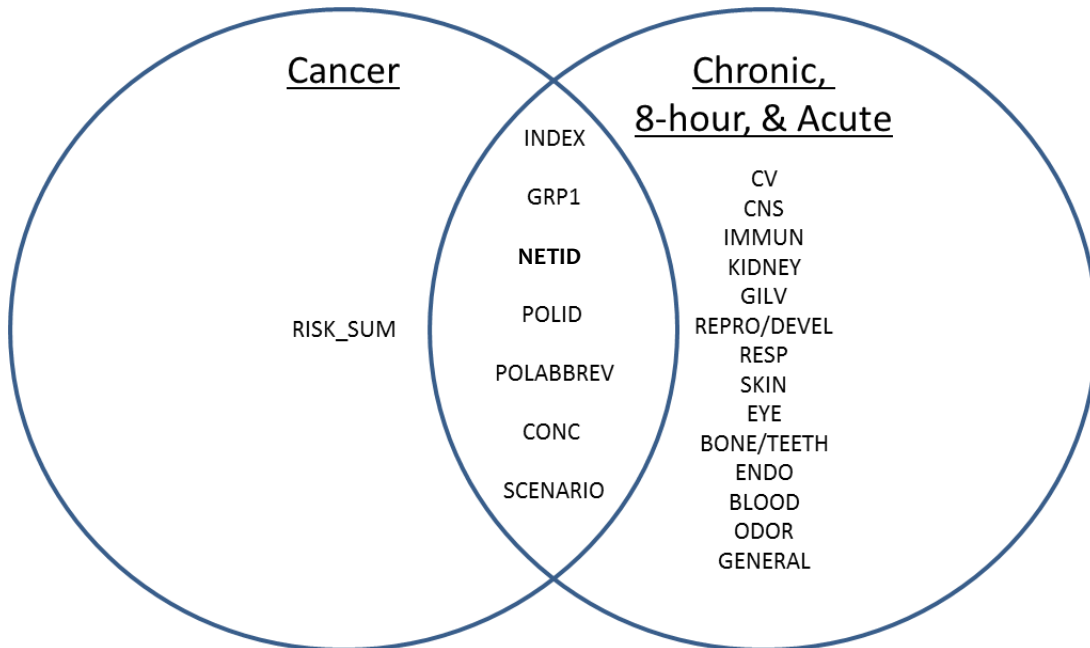 Cancer
Chronic,
8-hour, & Acute
INDEX
GRP1
NETID
POLID
POLABBREV
CONC
SCENARIO
RISK_SUM
CV
CNS
IMMUN
KIDNEY
GILV
REPRO/DEVEL
RESP
SKIN
EYE
BONE/TEETH
ENDO
BLOOD
ODOR
GENERAL